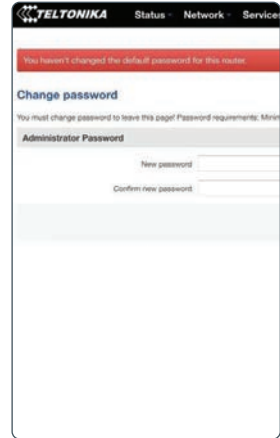 TELTONIKA Status Network Services
You haven't changed the default password for this router.
Change password
You must change password to leave this page! Password requirements: Minim
Administrator Password
New password
Confirm new password